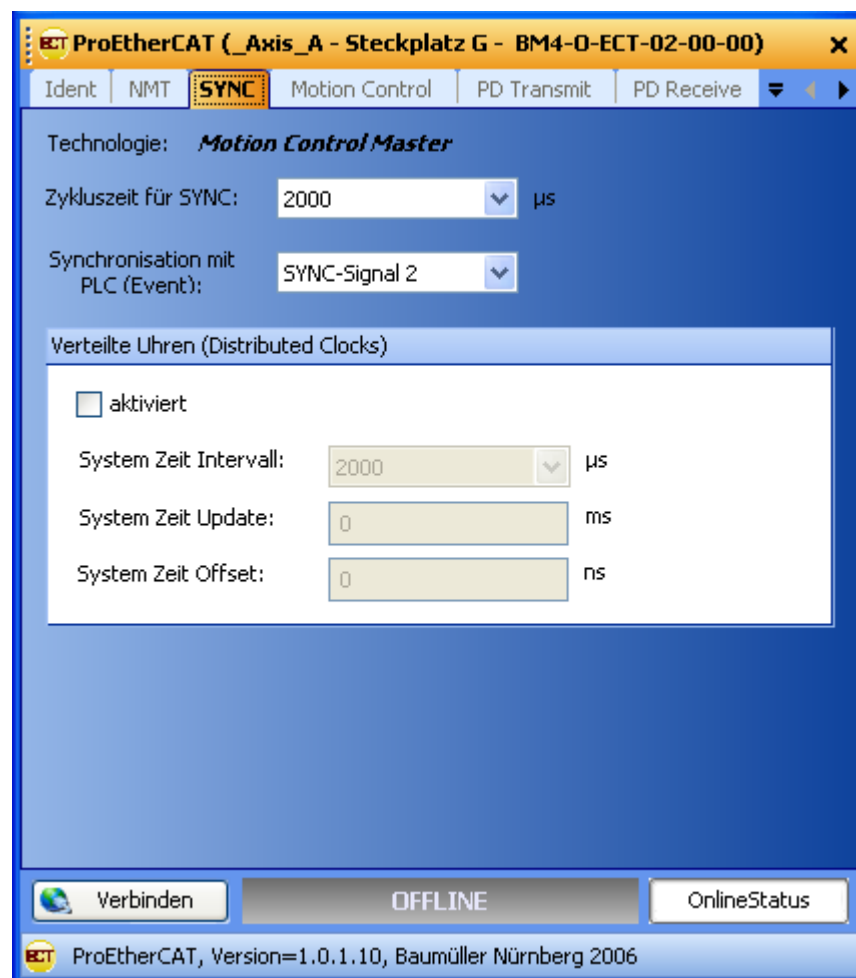 ECT ProEtherCAT (_Axis_A - Steckplatz G - BM4-O-ECT-02-00-00)
Ident NMT SYNC Motion Control PD Transmit PD Receive
Technologie: Motion Control Master
Zykluszeit für SYNC: 2000 µs
Synchronisation mit
PLC (Event): SYNC-Signal 2
Verteilte Uhren (Distributed Clocks)
aktiviert
System Zeit Intervall: 2000 µs
System Zeit Update: 0 ms
System Zeit Offset: 0 ns
Verbinden OFFLINE OnlineStatus
ECT ProEtherCAT, Version=1.0.1.10, Baumüller Nürnberg 2006